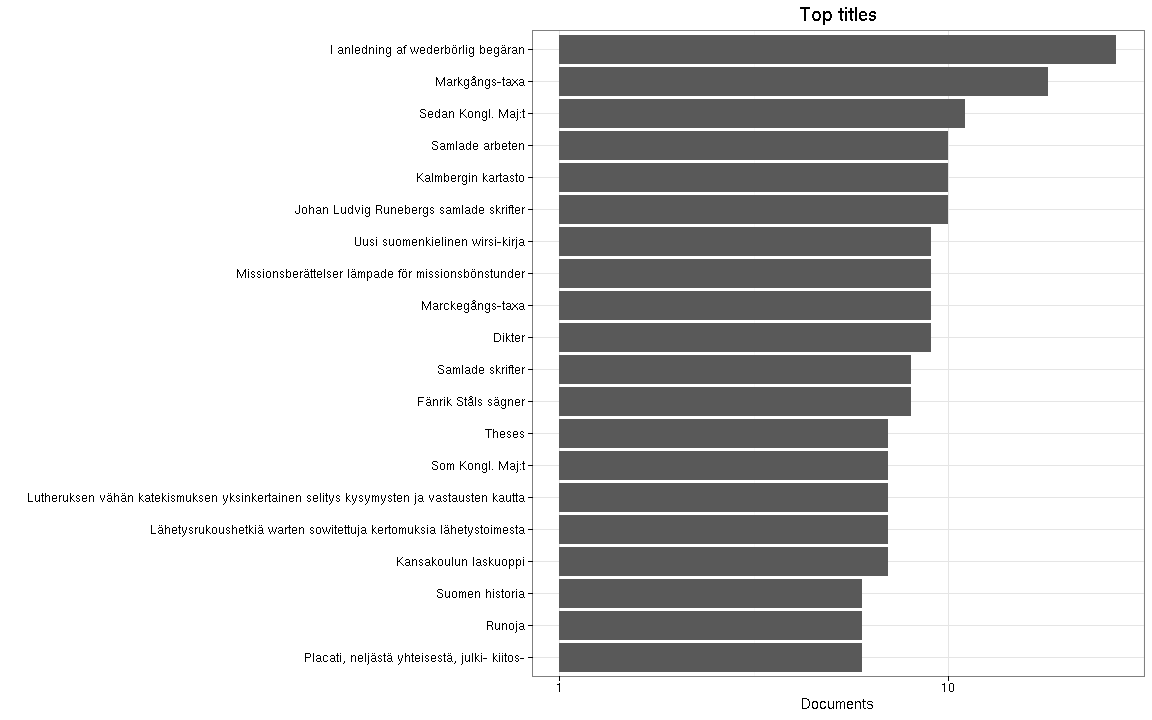 Top titles
I anledning af wederbörlig begäran
Markgångs-taxa
Sedan Kongl. Maj:t
Samlade arbeten
Kalmbergin kartasto
Johan Ludvig Runebergs samlade skrifter
Uusi suomenkielinen wirsi-kirja
Missionsberättelser lämpade för missionsbönstunder
Marckegångs-taxa
Dikter
Samlade skrifter
Fänrik Ståls sägner
Theses
Som Kongl. Maj:t
Lutheruksen vähän katekismuksen yksinkertainen selitys kysymysten ja vastausten kautta
Lähetysrukoushetkiä warten sowitettuja kertomuksia lähetystoimesta
Kansakoulun laskuoppi
Suomen historia
Runoja
Placati, neljästä yhteisestä, julki- kiitos-
1 10
Documents